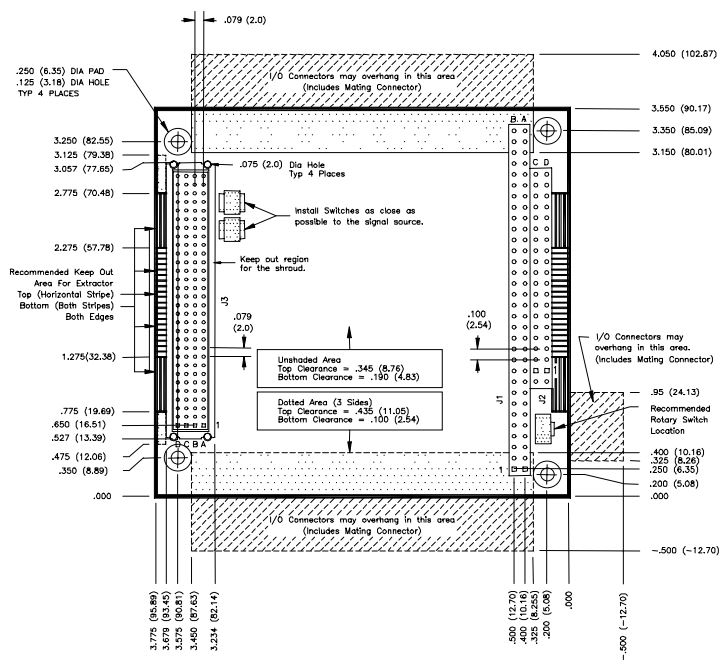 .079 (2.0)
.250 (6.35) DIA PAD
.125 (3.18) DIA HOLE
TYP 4 PLACES
I/O Connectors may overhang in this area
(Includes Mating Connector)
4.050 (102.87)
3.550 (90.17)
3.350 (85.09)
3.150 (80.01)
3.250 (82.55)
3.125 (79.38)
3.057 (77.65)
2.775 (70.48)
2.275 (57.78)
.075 (2.0) Dia Hole
Typ 4 Places
B A
C D
Install Switches as close as
possible to the signal source.
Keep out region
for the shroud.
Recommended Keep Out
Area For Extractor
Top (Horizontal Stripe)
Bottom (Both Stripes)
Both Edges
J3
.079
(2.0)
.100
(2.54)
1.275(32.38)
Unshaded Area
Top Clearance = .345 (8.76)
Bottom Clearance = .190 (4.83)
Dotted Area (3 Sides)
Top Clearance = .435 (11.05)
Bottom Clearance = .100 (2.54)
I/O Connectors may
overhang in this area.
(Includes Mating Connector)
1
J1
J2
.95 (24.13)
Recommended
Rotary Switch
Location
.775 (19.69)
.650 (16.51)
.527 (13.39)
.475 (12.06)
.350 (8.89)
.000
1
D C B A
1
.400 (10.16)
.325 (8.26)
.250 (6.35)
.200 (5.08)
.000
I/O Connectors may overhang in this area
(Includes Mating Connector)
-.500 (-12.70)
3.775 (95.89)
3.679 (93.45)
3.575 (90.81)
3.450 (87.63)
3.234 (82.14)
.500 (12.70)
.400 (10.16)
.325 (8.255)
.200 (5.08)
.000
-.500 (-12.70)